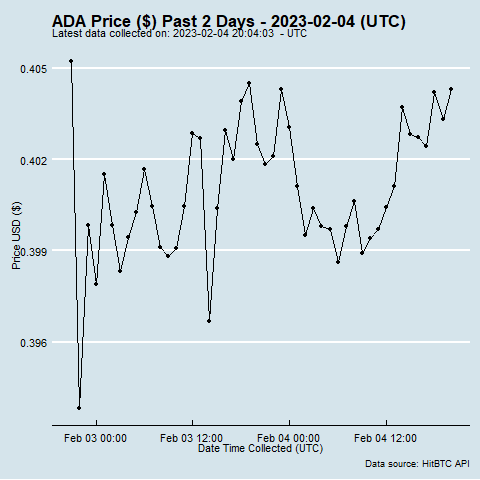 ADA Price ($) Past 2 Days - 2023-02-04 (UTC)
Latest data collected on: 2023-02-04 20:04:03  - UTC
0.405
0.402
0.399
0.396
Price USD ($)
Feb 03 00:00
Feb 03 12:00
Feb 04 00:00
Feb 04 12:00
Date Time Collected (UTC)
Data source: HitBTC API